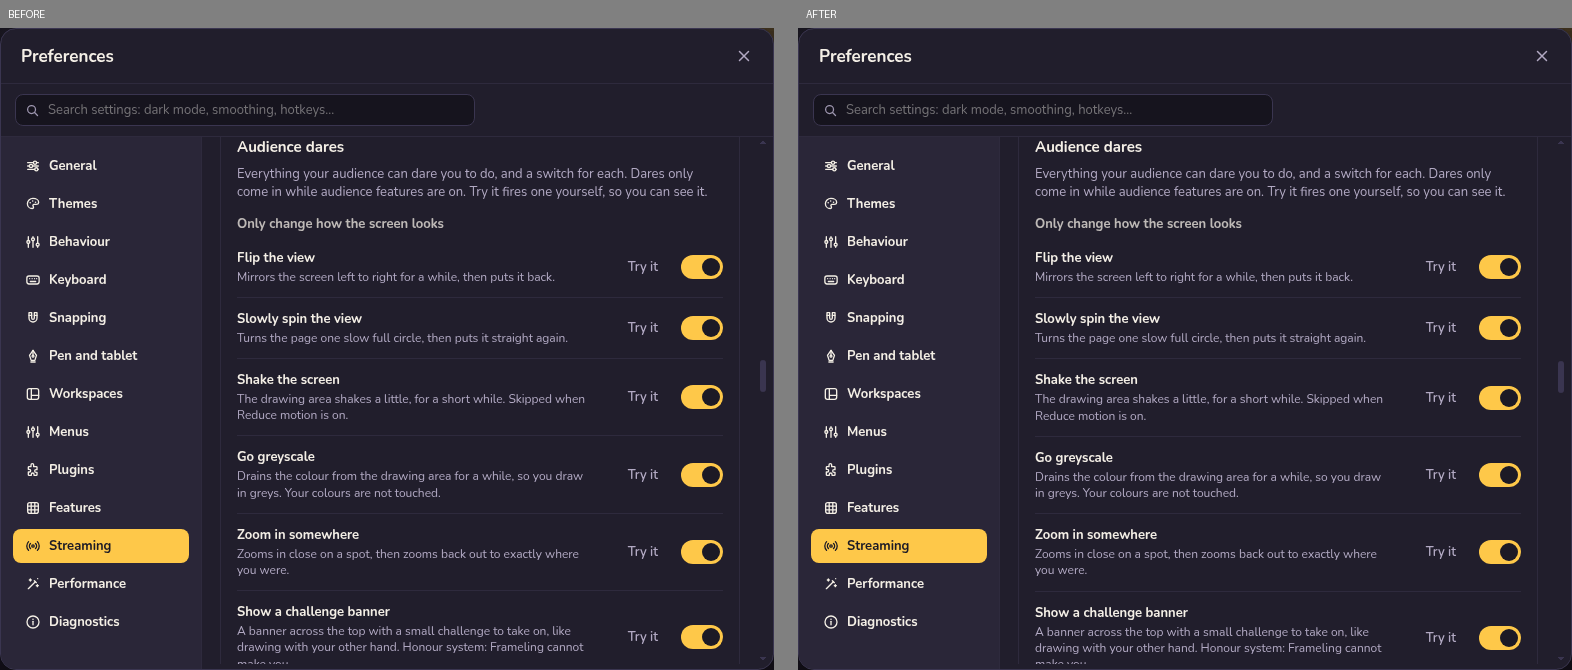 BEFORE
Preferences
Search settings: dark mode, smoothing, hotkeys...
General
Themes
Behaviour
Keyboard
Snapping
Pen and tablet
Workspaces
Menus
Plugins
Features
Streaming
Performance
Diagnostics
Audience dares
Everything your audience can dare you to do, and a switch for each. Dares only
come in while audience features are on. Try it fires one yourself, so you can see it.
Only change how the screen looks
Flip the view
Mirrors the screen left to right for a while, then puts it back.
Try it
Slowly spin the view
Turns the page one slow full circle, then puts it straight again.
Try it
Shake the screen
The drawing area shakes a little, for a short while. Skipped when
Reduce motion is on.
Try it
Go greyscale
Drains the colour from the drawing area for a while, so you draw
in greys. Your colours are not touched.
Try it
Zoom in somewhere
Zooms in close on a spot, then zooms back out to exactly where
you were.
Try it
Show a challenge banner
A banner across the top with a small challenge to take on, like
drawing with your other hand. Honour system: Frameling cannot
make you
Try it
AFTER
Preferences
Search settings: dark mode, smoothing, hotkeys...
General
Themes
Behaviour
Keyboard
Snapping
Pen and tablet
Workspaces
Menus
Plugins
Features
Streaming
Performance
Diagnostics
Audience dares
Everything your audience can dare you to do, and a switch for each. Dares only
come in while audience features are on. Try it fires one yourself, so you can see it.
Only change how the screen looks
Flip the view
Mirrors the screen left to right for a while, then puts it back.
Try it
Slowly spin the view
Turns the page one slow full circle, then puts it straight again.
Try it
Shake the screen
The drawing area shakes a little, for a short while. Skipped when
Reduce motion is on.
Try it
Go greyscale
Drains the colour from the drawing area for a while, so you draw
in greys. Your colours are not touched.
Try it
Zoom in somewhere
Zooms in close on a spot, then zooms back out to exactly where
you were.
Try it
Show a challenge banner
A banner across the top with a small challenge to take on, like
drawing with your other hand. Honour system: Frameling cannot
make you
Try it